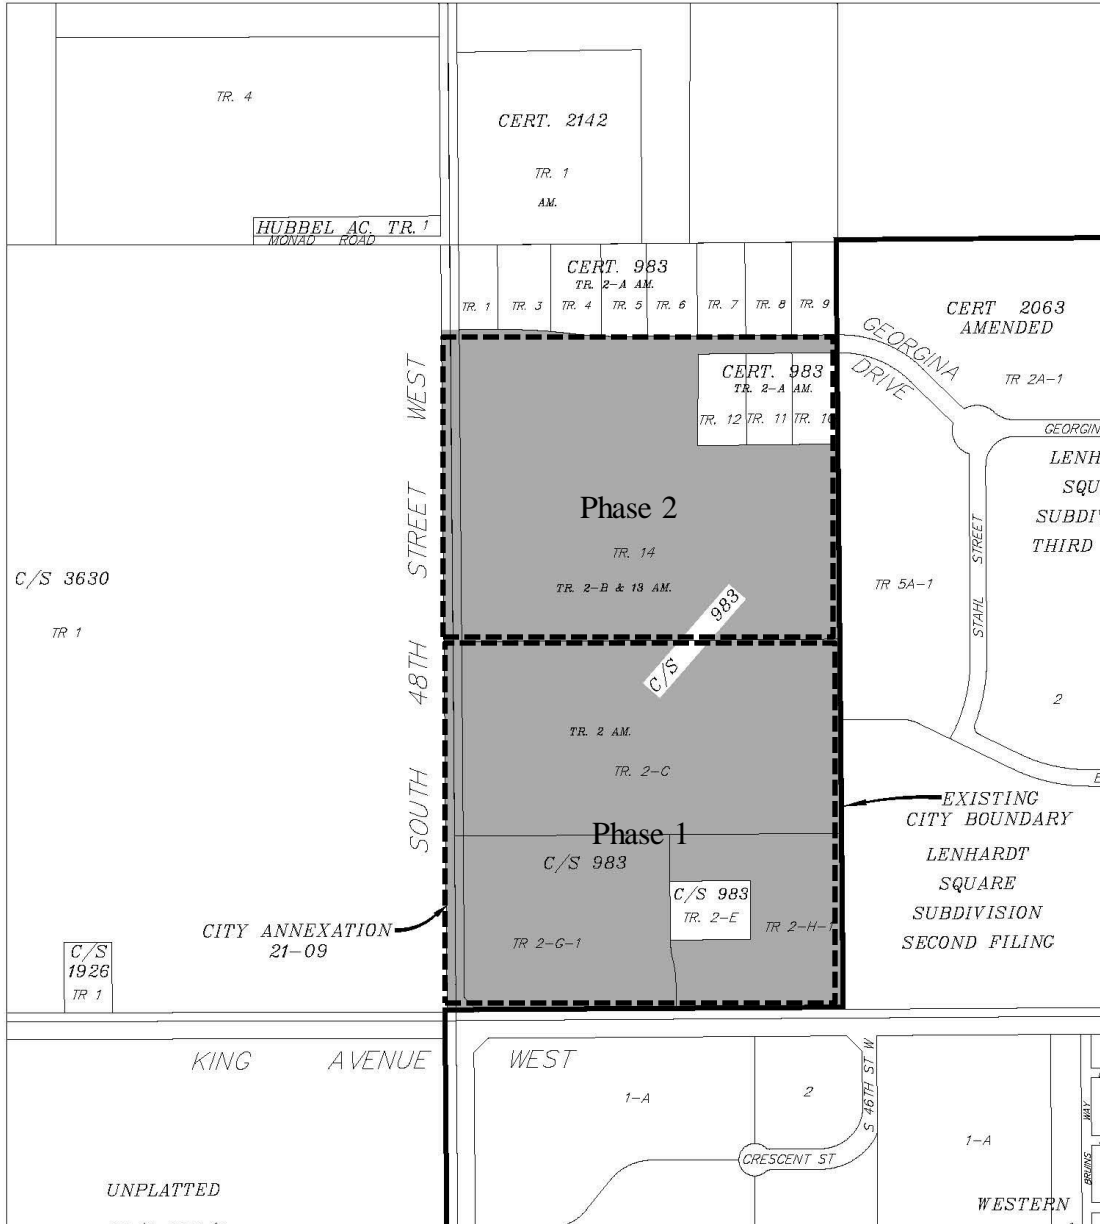 TR. 4
CERT. 2142
TR. 1
AM.
HUBBEL AC. TR. 1
MONAD ROAD
CERT. 983
TR. 2-A AM.
TR. 1
TR. 3
TR. 4
TR. 5
TR. 6
TR. 7
TR. 8
TR. 9
CERT 2063
AMENDED
TR 2A-1
GEORGINA
DRIVE
GEORGIN
CERT. 983
TR. 2-A AM.
TR. 12
TR. 11
TR. 10
LENH
SQU
SUBDIV
THIRD
SOUTH 48TH STREET WEST
Phase 2
TR. 14
TR. 2-B & 13 AM.
C/S 983
C/S 3630
TR 1
TR 5A-1
STAHL STREET
2
TR. 2 AM.
TR. 2-C
Phase 1
C/S 983
C/S 983
TR. 2-E
TR 2-G-1
TR 2-H-1
EXISTING
CITY BOUNDARY
LENHARDT
SQUARE
SUBDIVISION
SECOND FILING
CITY ANNEXATION
21-09
C/S
1926
TR 1
KING AVENUE WEST
1-A
2
S 46TH ST W
CRESCENT ST
1-A
BRUINS WAY
UNPLATTED
WESTERN